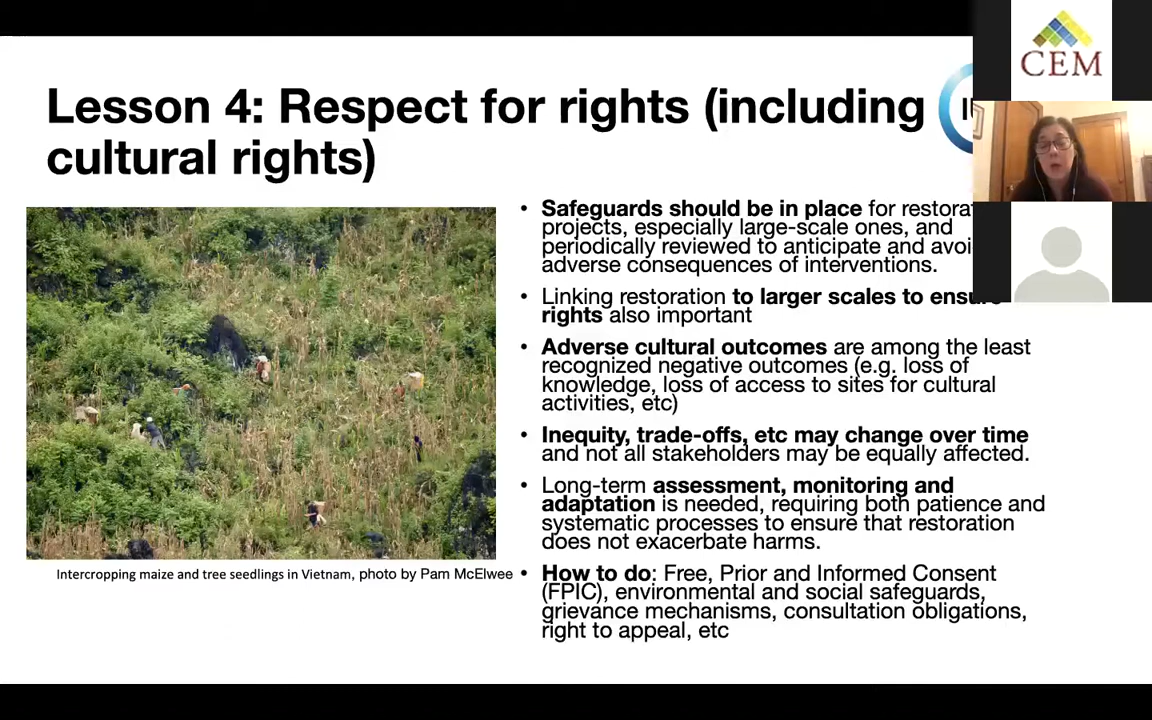 Lesson 4: Respect for rights (including
cultural rights)
CEM
• Safeguards should be in place for
projects, especially large-scale ones, and
periodically reviewed to anticipate and
adverse consequences of interventions.
• Linking restoration to larger scales to ensure
rights also important
• Adverse cultural outcomes are among the least
recognized negative outcomes (e.g. loss of
knowledge, loss of access to sites for cultural
activities, etc)
• Inequity, trade-offs, etc may change over time
and not all stakeholders may be equally affected.
• Long-term assessment, monitoring and
adaptation is needed, requiring both patience and
systematic processes to ensure that restoration
does not exacerbate harms.
• How to do: Free, Prior and Informed Consent
(FPIC), environmental and social safeguards,
grievance mechanisms, consultation obligations,
right to appeal, etc
Intercropping maize and tree seedlings in Vietnam, photo by Pam McElwee